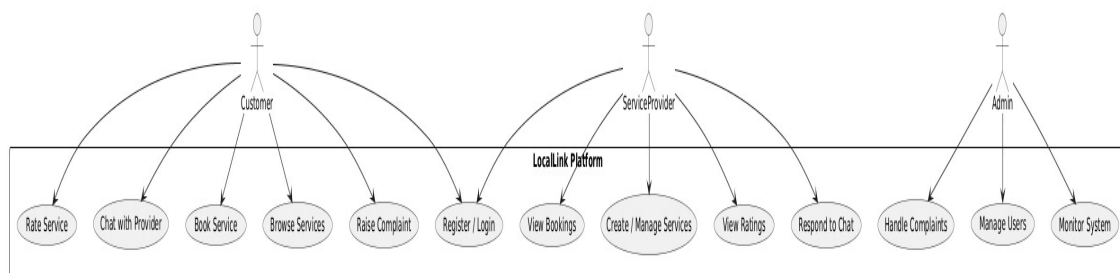 Customer
ServiceProvider
Admin
LocalLink Platform
Rate Service
Chat with Provider
Book Service
Browse Services
Raise Complaint
Register / Login
View Bookings
Create / Manage Services
View Ratings
Respond to Chat
Handle Complaints
Manage Users
Monitor System